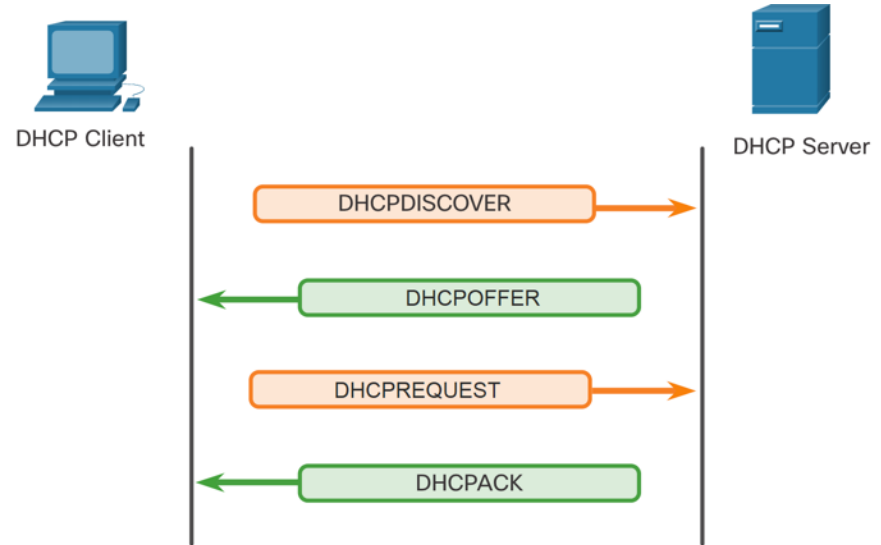 DHCP Client
DHCP Server
DHCPDISCOVER
DHCPOFFER
DHCPREQUEST
DHCPACK